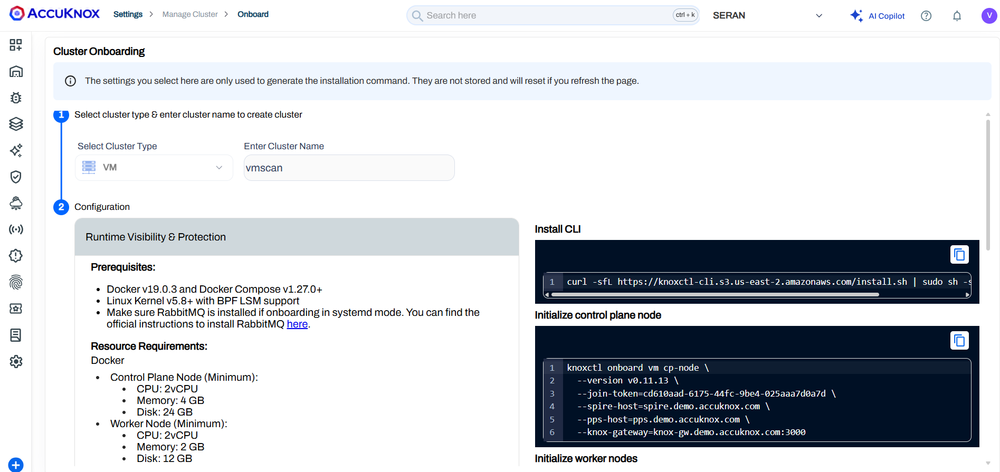 ACCUKNOX
Settings > Manage Cluster > Onboard
Search here
ctrl + k
SERAN
AI Copilot
V
Cluster Onboarding
The settings you select here are only used to generate the installation command. They are not stored and will reset if you refresh the page.
1 Select cluster type & enter cluster name to create cluster
Select Cluster Type
Enter Cluster Name
VM
vmscan
2 Configuration
Runtime Visibility & Protection
Prerequisites:
• Docker v19.0.3 and Docker Compose v1.27.0+
• Linux Kernel v5.8+ with BPF LSM support
• Make sure RabbitMQ is installed if onboarding in systemd mode. You can find the
official instructions to install RabbitMQ here.
Resource Requirements:
Docker
• Control Plane Node (Minimum):
• CPU: 2vCPU
• Memory: 4 GB
• Disk: 24 GB
• Worker Node (Minimum):
• CPU: 2vCPU
• Memory: 2 GB
• Disk: 12 GB
Install CLI
1 curl -sfL https://knoxctl-cli.s3.us-east-2.amazonaws.com/install.sh | sudo sh -s
Initialize control plane node
1 knoxctl onboard vm cp-node \
2 --version v0.11.13 \
3 --join-token=cd610aad-6175-44fc-9be4-025aaa7d0a7d \
4 --spire-host=spire.demo.accuknox.com \
5 --pps-host=pps.demo.accuknox.com \
6 --knox-gateway=knox-gw.demo.accuknox.com:3000
Initialize worker nodes